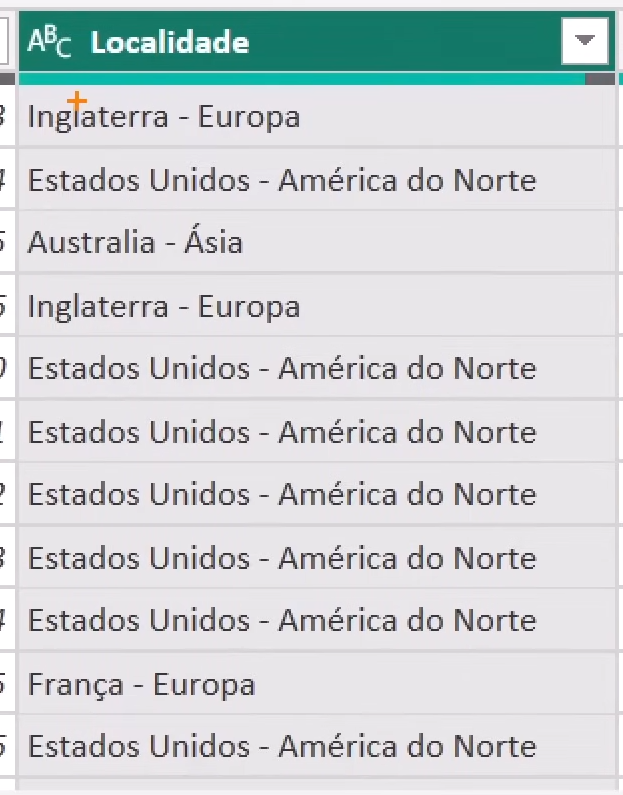 ABC Localidade
Inglaterra - Europa
Estados Unidos - América do Norte
Australia - Ásia
Inglaterra - Europa
Estados Unidos - América do Norte
Estados Unidos - América do Norte
Estados Unidos - América do Norte
Estados Unidos - América do Norte
Estados Unidos - América do Norte
França - Europa
Estados Unidos - América do Norte